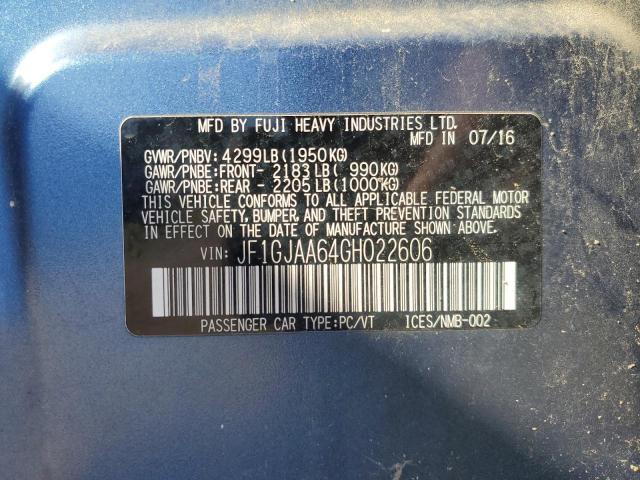 MFD BY FUJI HEAVY INDUSTRIES LTD.
MFD IN 07/16
GVWR/PNBV: 4299LB(1950KG)
GAWR/PNBE:FRONT- 2183LB( 990KG)
GAWR/PNBE:REAR - 2205LB(1000KG)
THIS VEHICLE CONFORMS TO ALL APPLICABLE FEDERAL MOTOR
VEHICLE SAFETY, BUMPER, AND THEFT PREVENTION STANDARDS
IN EFFECT ON THE DATE OF MANUFACTURE SHOWN ABOVE.
VIN: JF1GJAA64GH022606
PASSENGER CAR TYPE:PC/VT ICES/NMB-002